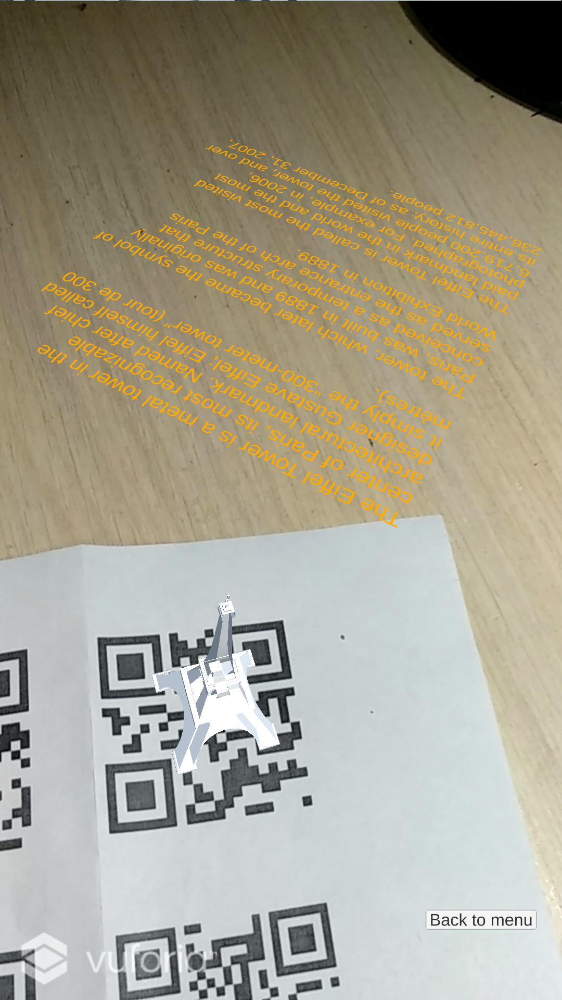 The Eiffel Tower is a metal tower in the
center of Paris, its most recognizable
architectural landmark. Named after chief
designer Gustave Eiffel; Eiffel himself called
it simply the "300-meter tower" (tour de 300
mètres).
The tower, which later became the symbol of
Paris, was built in 1889 and was originally
conceived as a temporary structure that
served as the entrance arch of the Paris
World Exhibition in 1889.
The Eiffel Tower is called the most visited
paid landmark in the world and the most
photographed. For example, in 2006,
6,719,200 people visited the tower, and over
its entire history, as of December 31, 2007,
236,445,812 people.
Back to menu
vuforia™